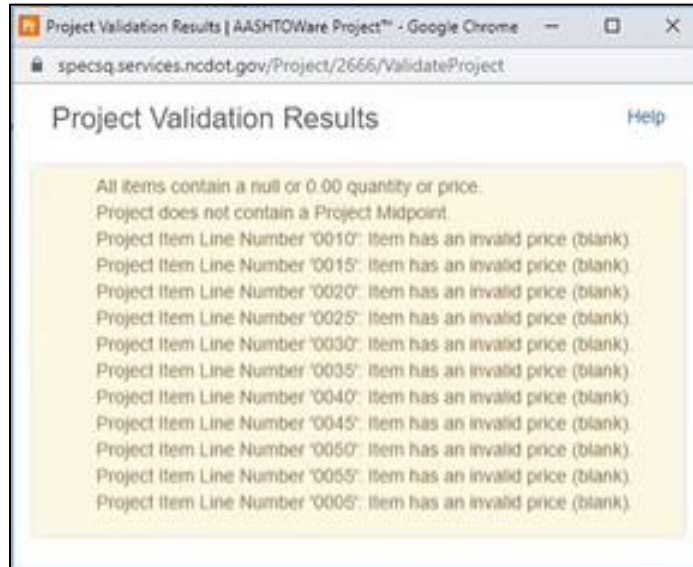 Project Validation Results | AASHTOWare Project™ - Google Chrome
specsq.services.ncdot.gov/Project/2666/ValidateProject
Project Validation Results Help
All items contain a null or 0.00 quantity or price.
Project does not contain a Project Midpoint.
Project Item Line Number '0010': Item has an invalid price (blank).
Project Item Line Number '0015': Item has an invalid price (blank).
Project Item Line Number '0020': Item has an invalid price (blank).
Project Item Line Number '0025': Item has an invalid price (blank).
Project Item Line Number '0030': Item has an invalid price (blank).
Project Item Line Number '0035': Item has an invalid price (blank).
Project Item Line Number '0040': Item has an invalid price (blank).
Project Item Line Number '0045': Item has an invalid price (blank).
Project Item Line Number '0050': Item has an invalid price (blank).
Project Item Line Number '0055': Item has an invalid price (blank).
Project Item Line Number '0005': Item has an invalid price (blank).